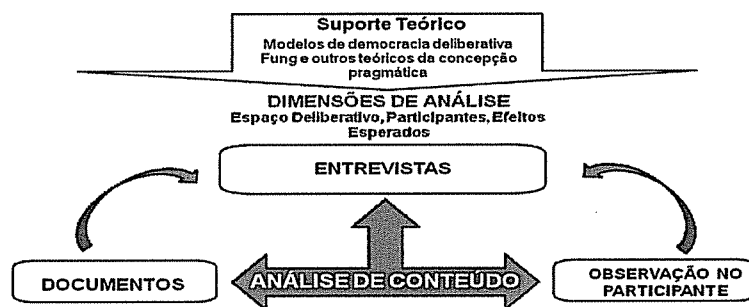 Suporte Teórico
Modelos de democracia deliberativa
Fung e outros teóricos da concepção
pragmática
DIMENSÕES DE ANÁLISE
Espaço Deliberativo, Participantes, Efeitos
Esperados
ENTREVISTAS
DOCUMENTOS
ANÁLISE DE CONTEÚDO
OBSERVAÇÃO NO
PARTICIPANTE